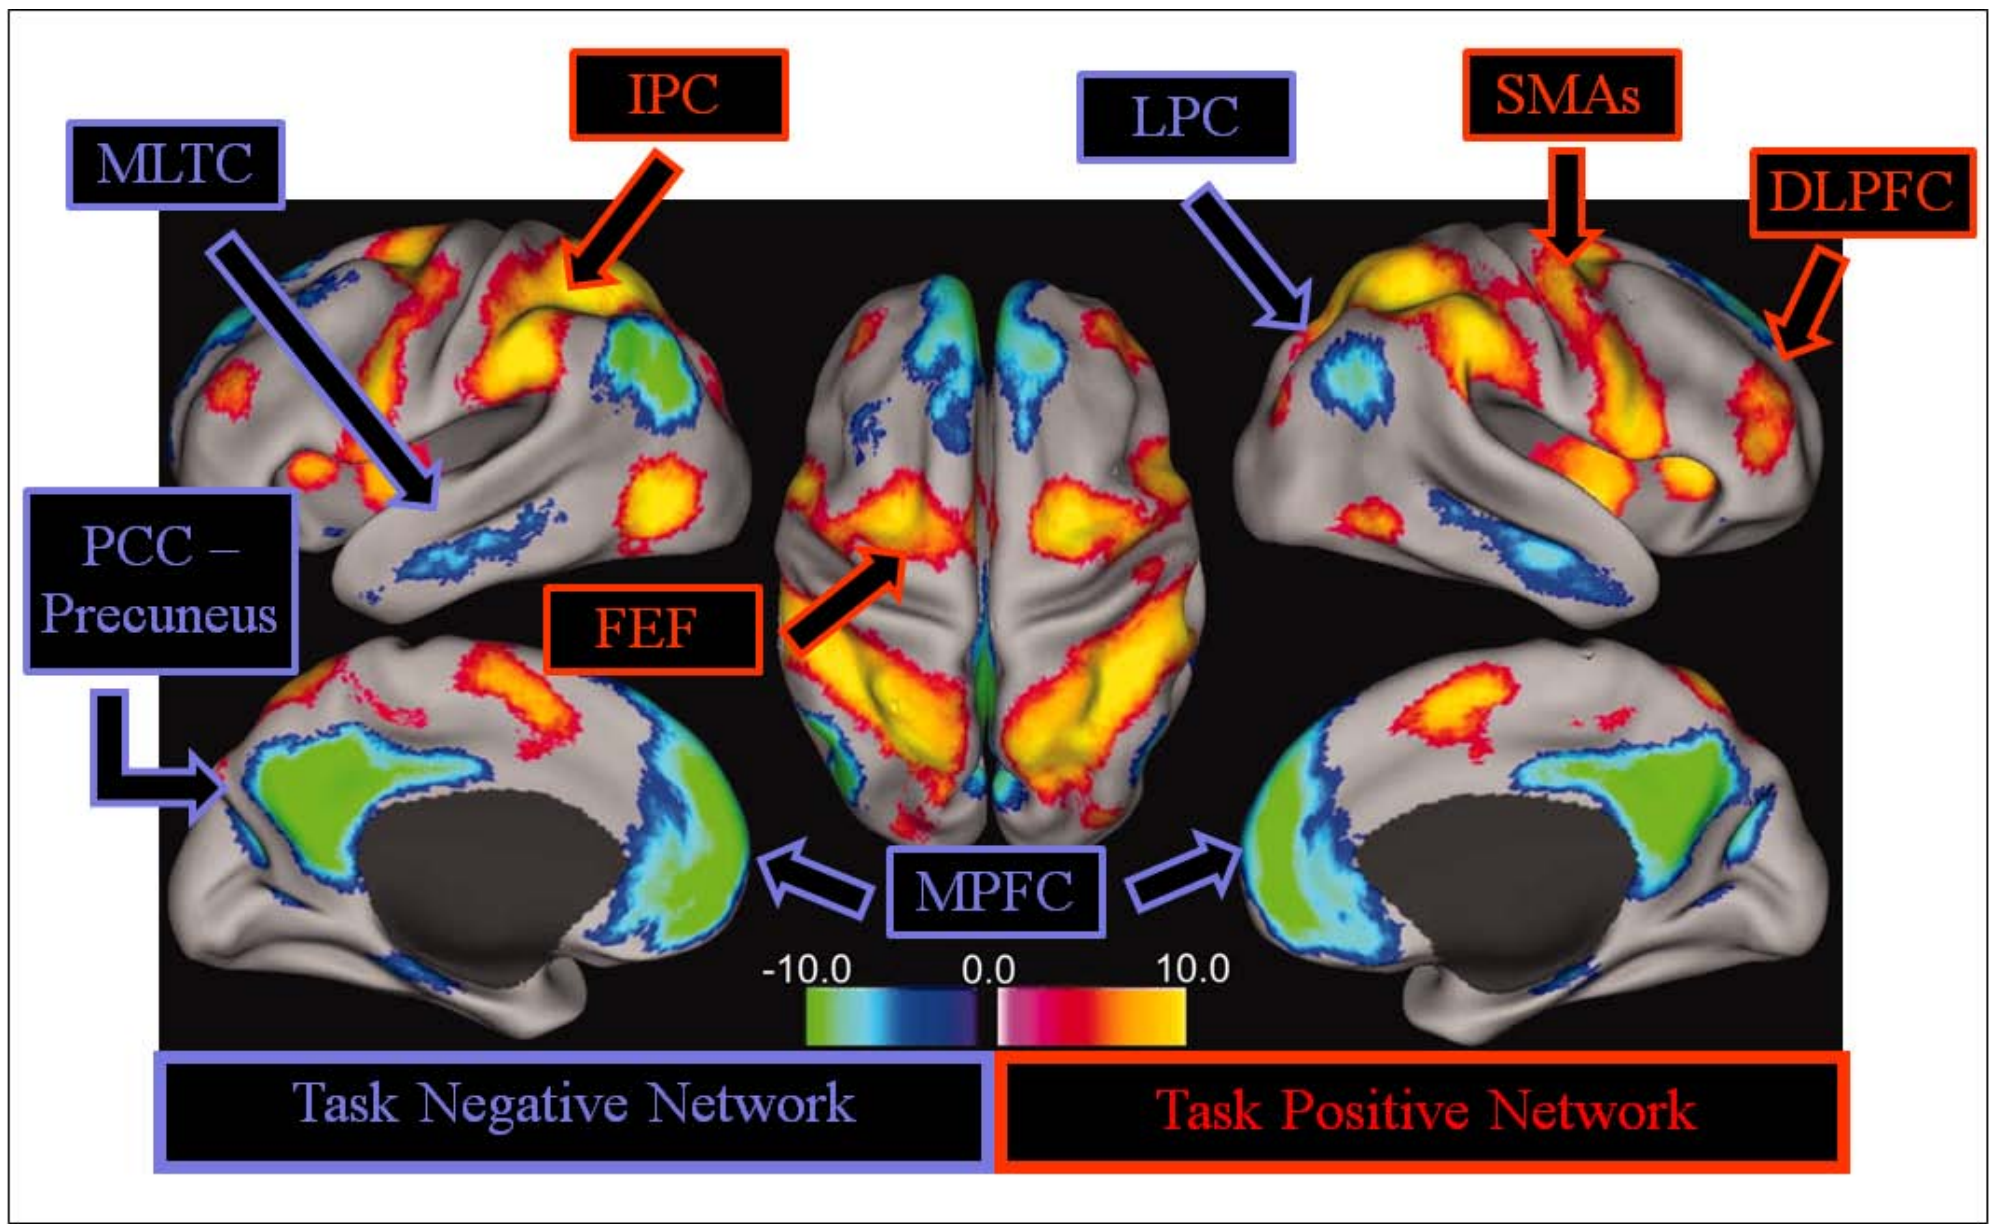 IPC
LPC
SMAs
MLTC
DLPFC
PCC –
Precuneus
FEF
MPFC
-10.0 0.0 10.0
Task Negative Network
Task Positive Network